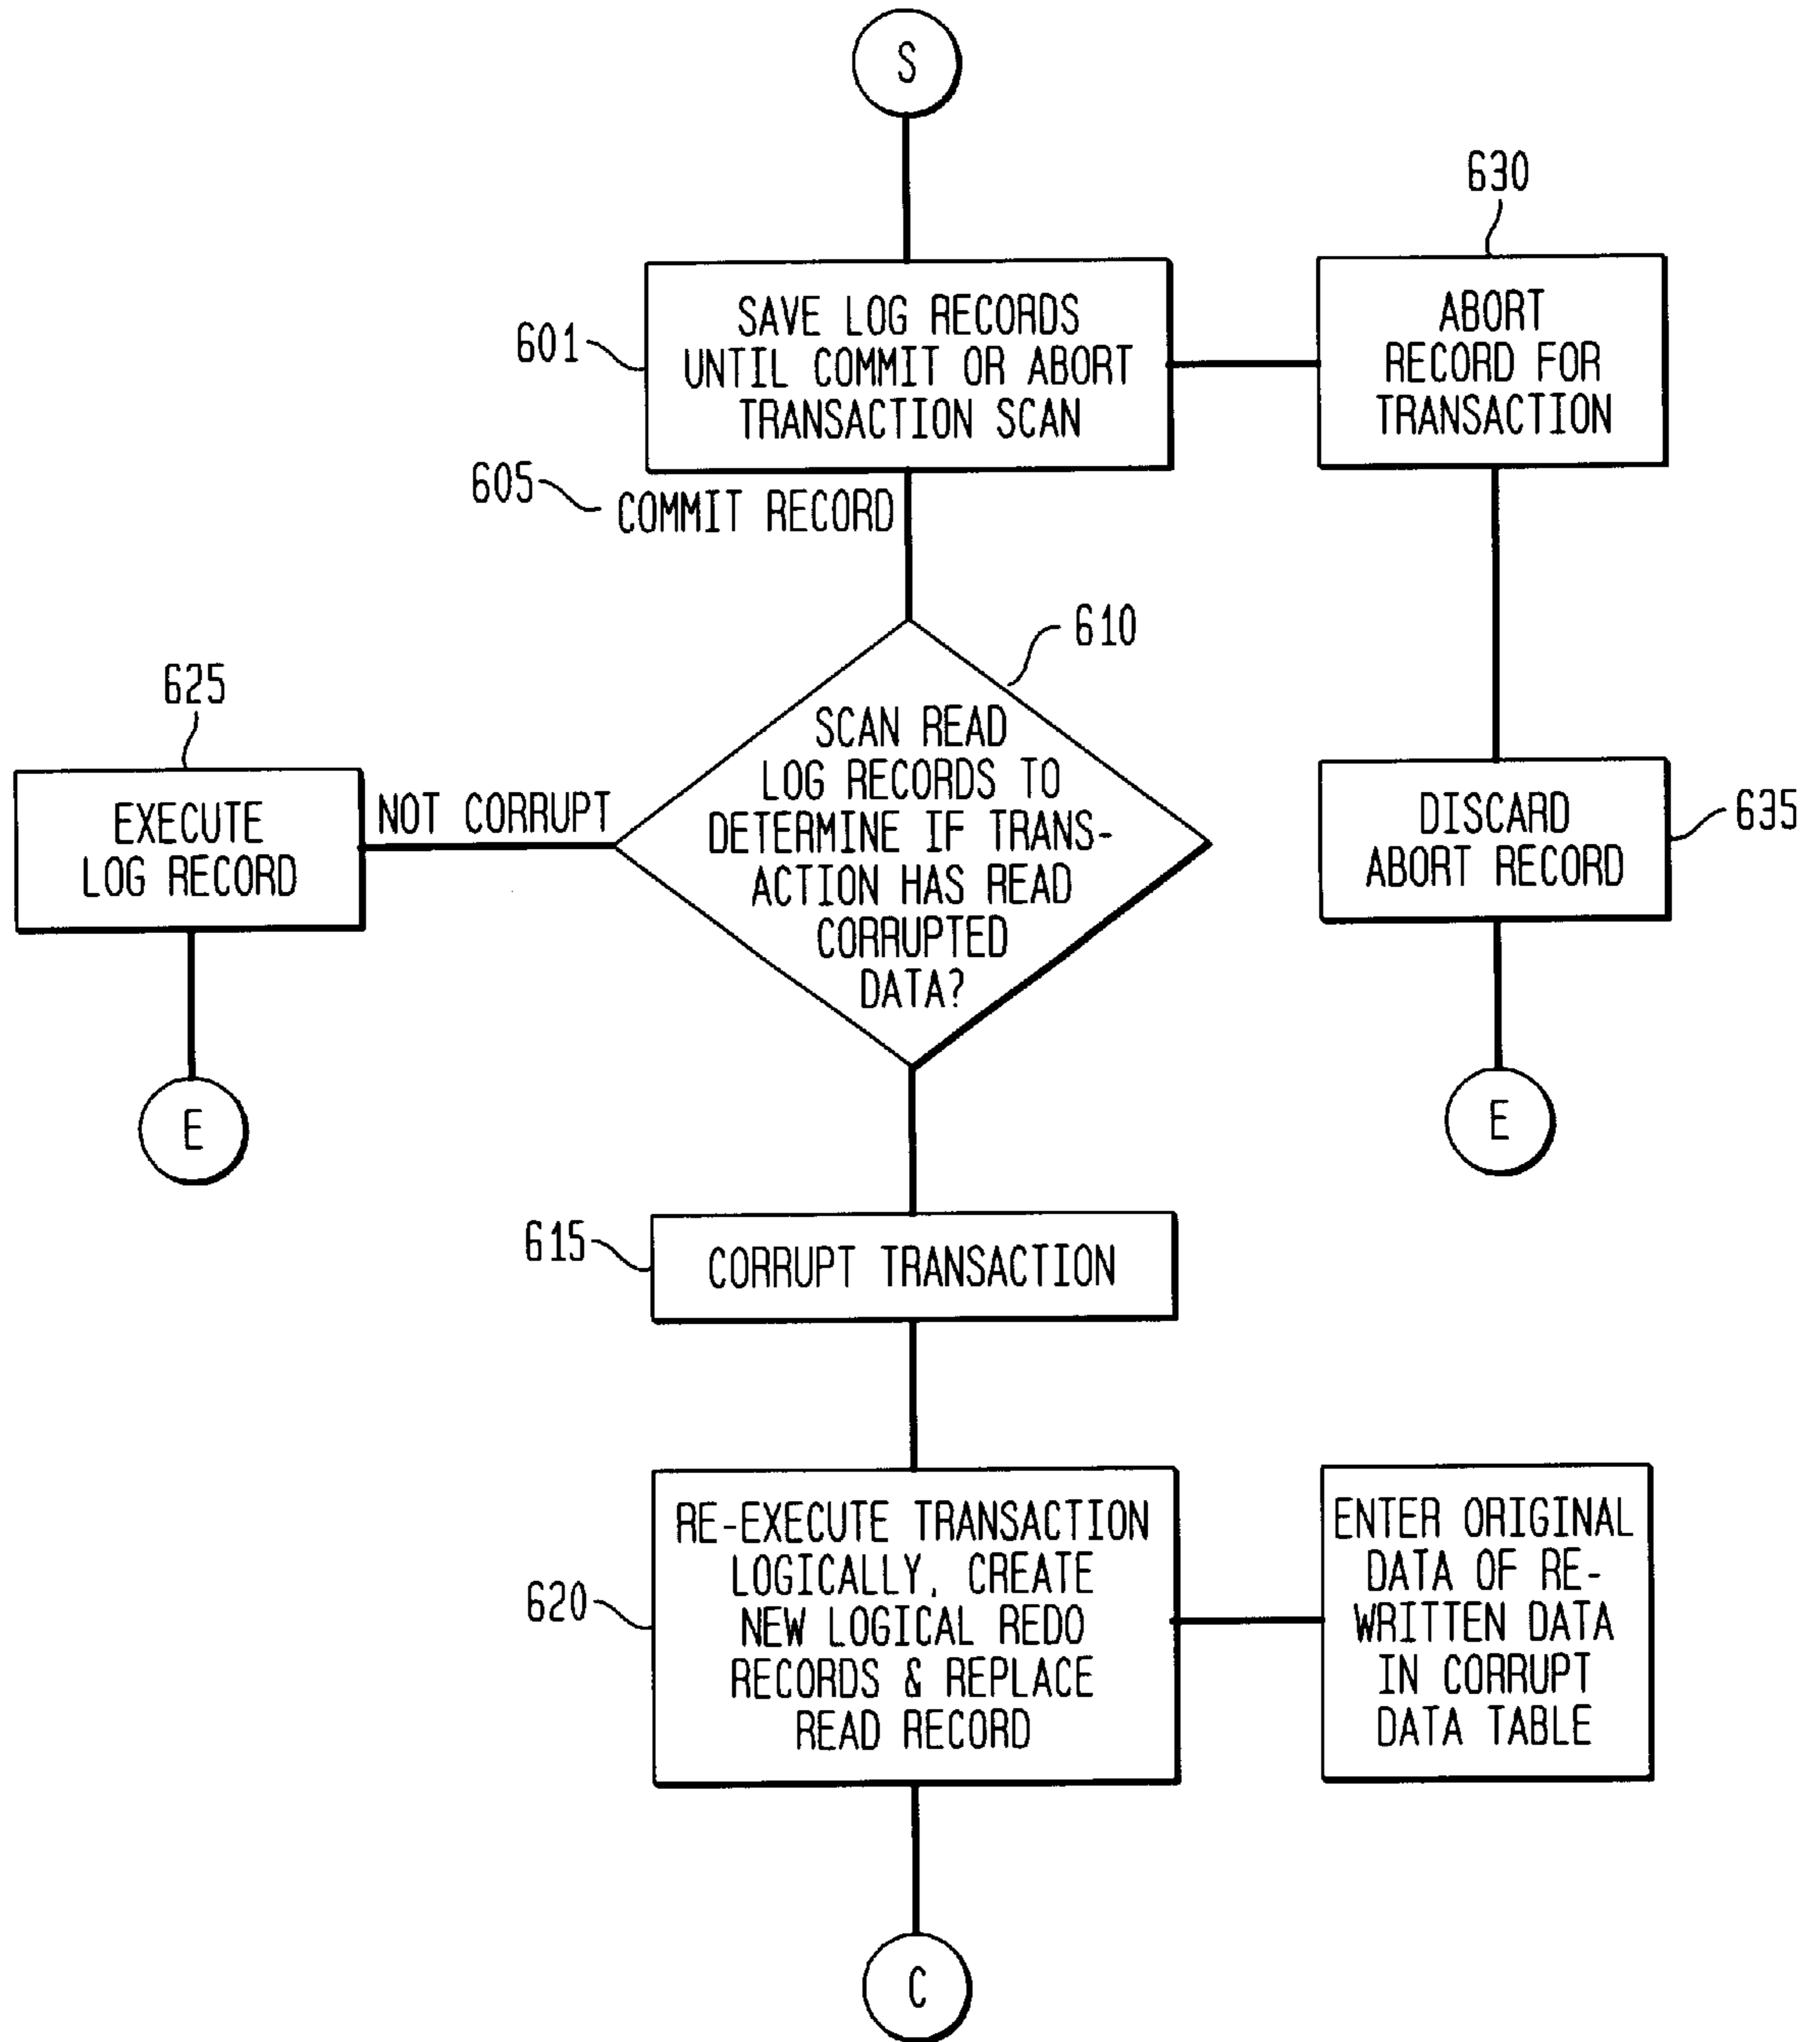 S
630
601
SAVE LOG RECORDS
UNTIL COMMIT OR ABORT
TRANSACTION SCAN
ABORT
RECORD FOR
TRANSACTION
605
COMMIT RECORD
610
625
SCAN READ
LOG RECORDS TO
DETERMINE IF TRANS-
ACTION HAS READ
CORRUPTED
DATA?
NOT CORRUPT
EXECUTE
LOG RECORD
DISCARD
ABORT RECORD
635
E
E
615
CORRUPT TRANSACTION
620
RE-EXECUTE TRANSACTION
LOGICALLY, CREATE
NEW LOGICAL REDO
RECORDS & REPLACE
READ RECORD
ENTER ORIGINAL
DATA OF RE-
WRITTEN DATA
IN CORRUPT
DATA TABLE
C